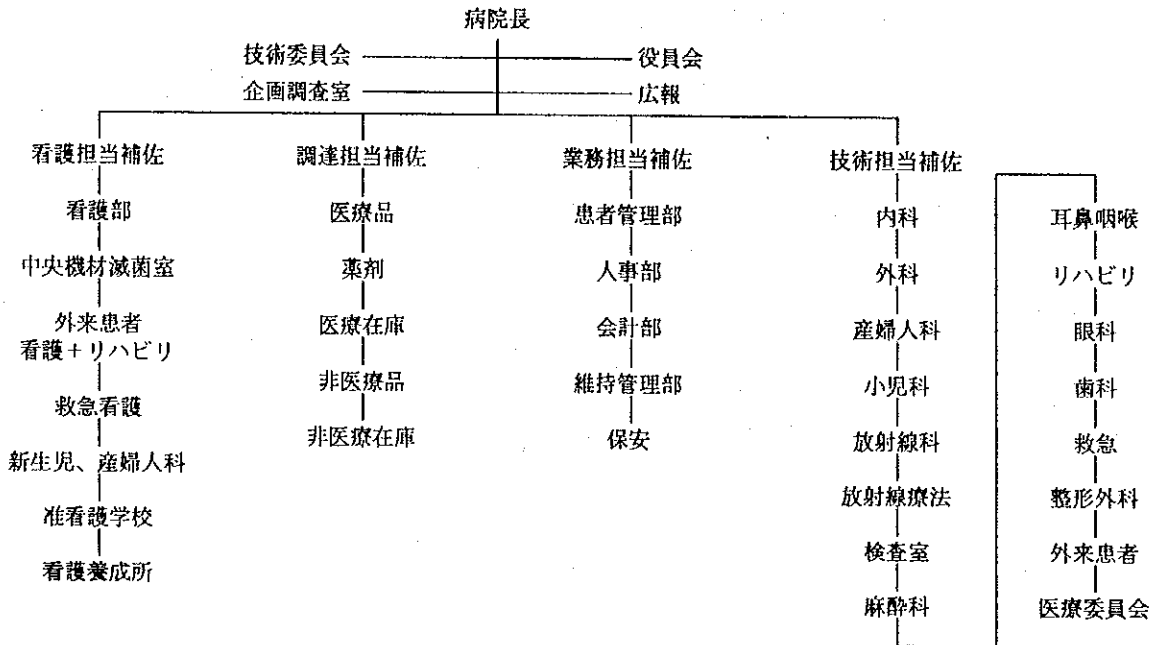 病院長
技術委員会
役員会
企画調査室
広報
看護担当補佐
看護部
中央機材滅菌室
外来患者
看護+リハビリ
救急看護
新生児、産婦人科
准看護学校
看護養成所
調達担当補佐
医療品
薬剤
医療在庫
非医療品
非医療在庫
業務担当補佐
患者管理部
人事部
会計部
維持管理部
保安
技術担当補佐
内科
外科
産婦人科
小児科
放射線科
放射線療法
検査室
麻酔科
耳鼻咽喉
リハビリ
眼科
歯科
救急
整形外科
外来患者
医療委員会